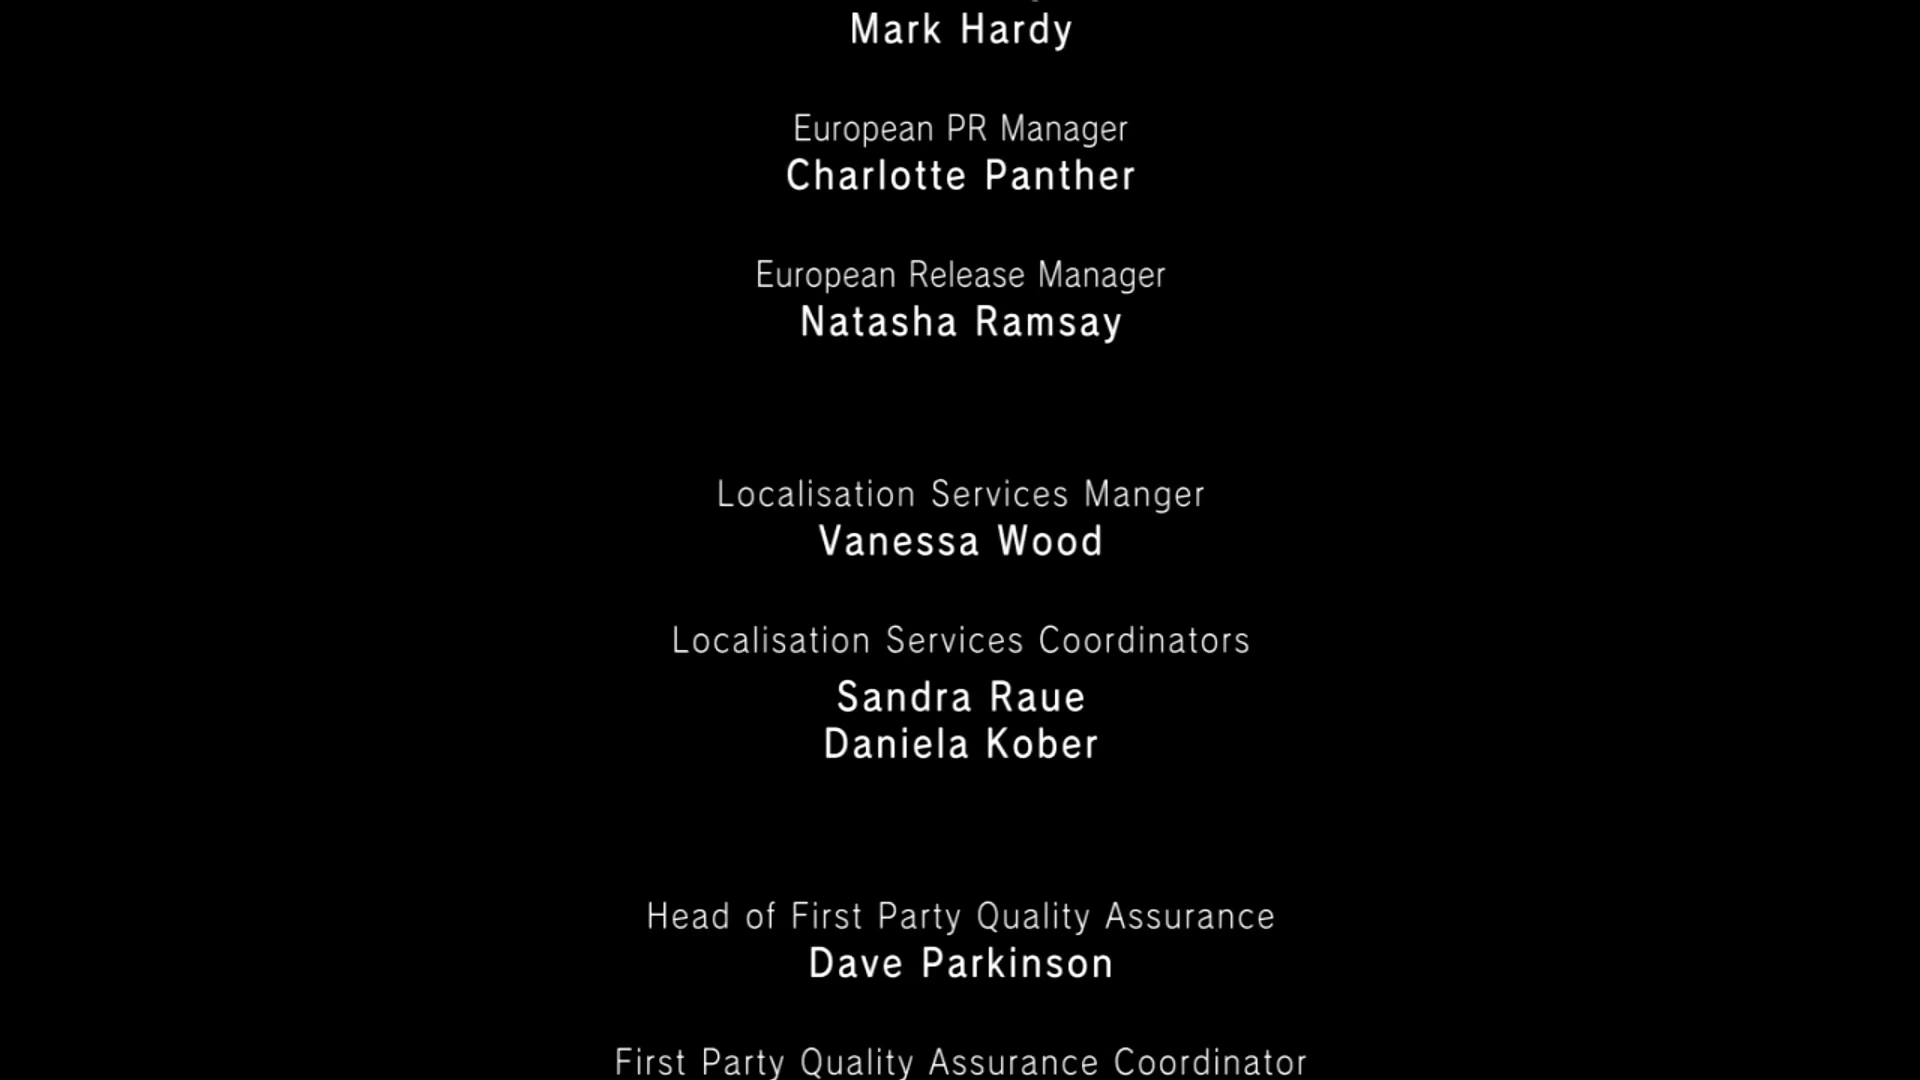 Mark Hardy
European PR Manager
Charlotte Panther
European Release Manager
Natasha Ramsay
Localisation Services Manger
Vanessa Wood
Localisation Services Coordinators
Sandra Raue
Daniela Kober
Head of First Party Quality Assurance
Dave Parkinson
First Party Quality Assurance Coordinator